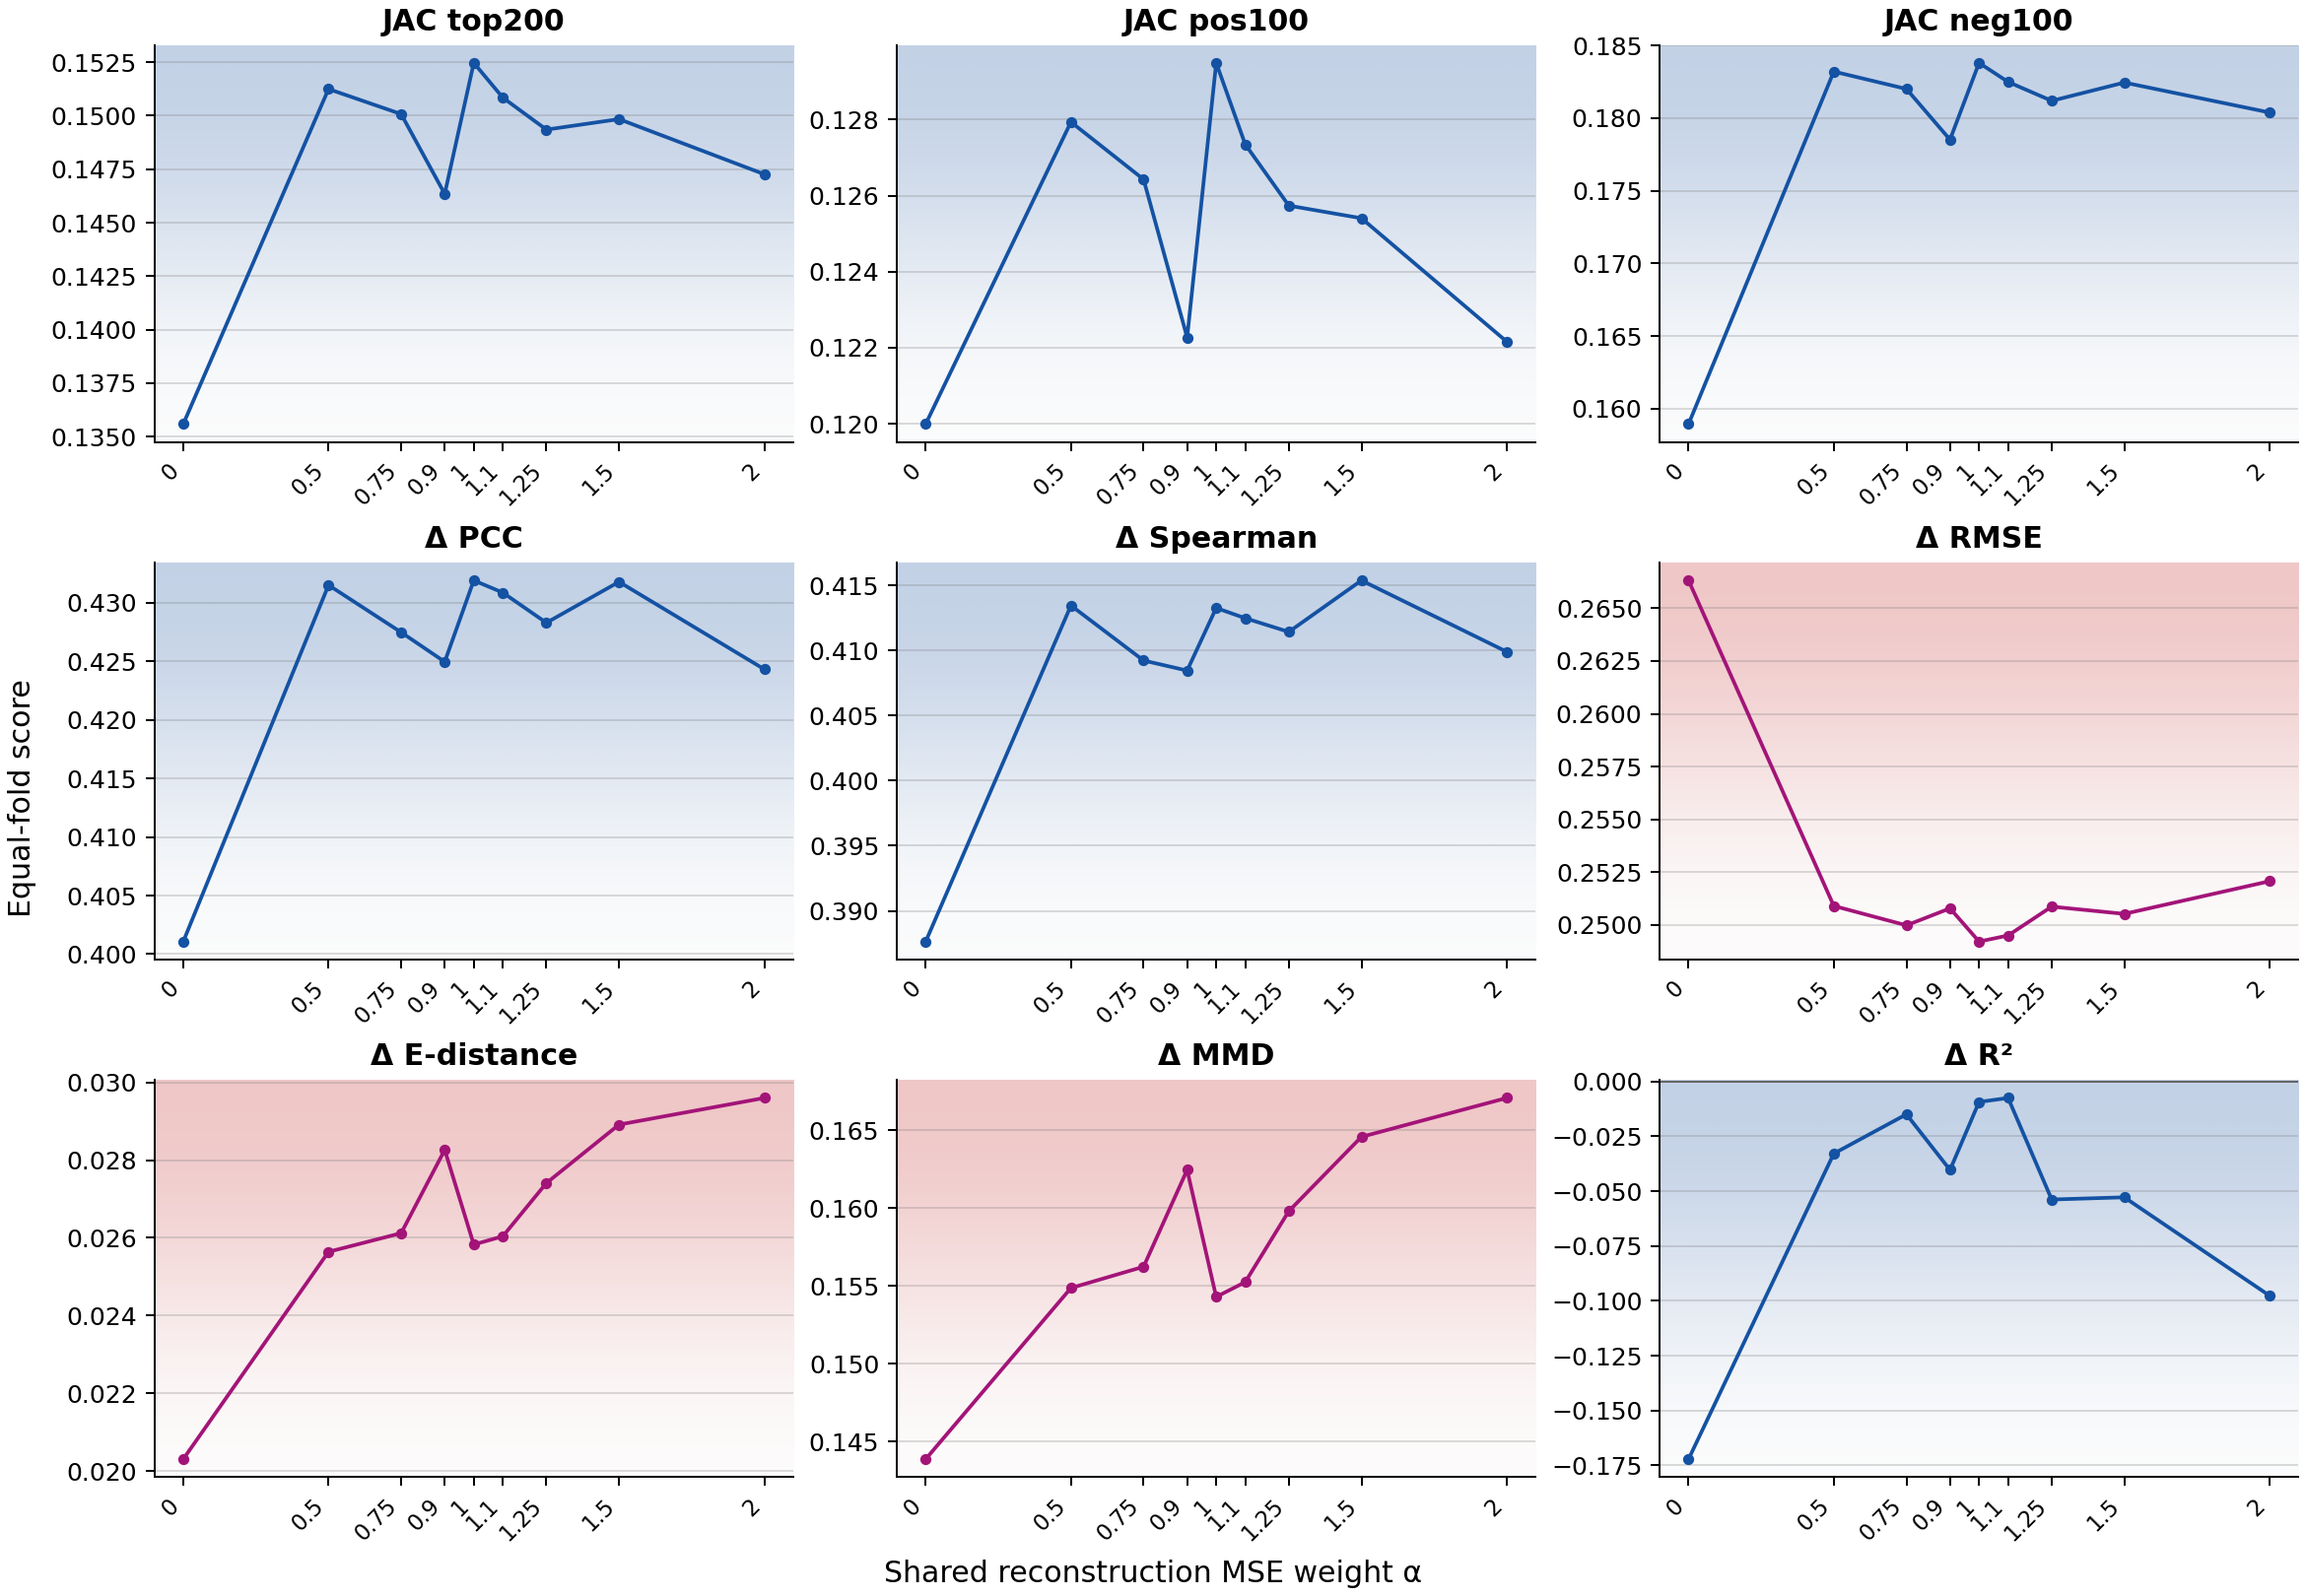 JAC top200
0.1525
0.1500
0.1475
0.1450
0.1425
0.1400
0.1375
0.1350
0 0.5 0.75 0.9 1 1.1 1.25 1.5 2
JAC pos100
0.128
0.126
0.124
0.122
0.120
0 0.5 0.75 0.9 1 1.1 1.25 1.5 2
JAC neg100
0.185
0.180
0.175
0.170
0.165
0.160
0 0.5 0.75 0.9 1 1.1 1.25 1.5 2
Equal-fold score
Δ PCC
0.430
0.425
0.420
0.415
0.410
0.405
0.400
0 0.5 0.75 0.9 1 1.1 1.25 1.5 2
Δ Spearman
0.415
0.410
0.405
0.400
0.395
0.390
0 0.5 0.75 0.9 1 1.1 1.25 1.5 2
Δ RMSE
0.2650
0.2625
0.2600
0.2575
0.2550
0.2525
0.2500
0 0.5 0.75 0.9 1 1.1 1.25 1.5 2
Δ E-distance
0.030
0.028
0.026
0.024
0.022
0.020
0 0.5 0.75 0.9 1 1.1 1.25 1.5 2
Δ MMD
0.165
0.160
0.155
0.150
0.145
0 0.5 0.75 0.9 1 1.1 1.25 1.5 2
Δ R²
0.000
−0.025
−0.050
−0.075
−0.100
−0.125
−0.150
−0.175
0 0.5 0.75 0.9 1 1.1 1.25 1.5 2
Shared reconstruction MSE weight α